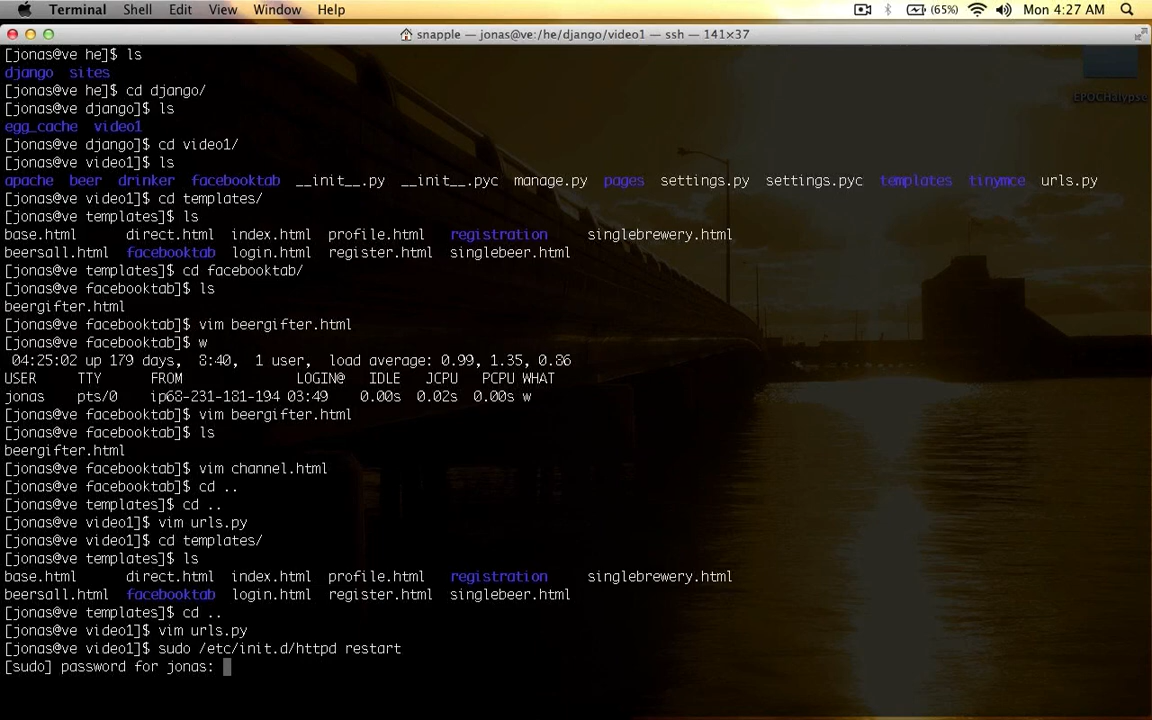 Terminal Shell Edit View Window Help (65%) Mon 4:27 AM
snapple — jonas@ve:/he/django/video1 — ssh — 141×37
[jonas@ve he]$ ls
django sites
[jonas@ve he]$ cd django/
[jonas@ve django]$ ls
egg_cache video1
[jonas@ve django]$ cd video1/
[jonas@ve video1]$ ls
apache beer drinker facebooktab __init__.py __init__.pyc manage.py pages settings.py settings.pyc templates tinymce urls.py
[jonas@ve video1]$ cd templates/
[jonas@ve templates]$ ls
base.html direct.html index.html profile.html registration singlebrewery.html
beersall.html facebooktab login.html register.html singlebeer.html
[jonas@ve templates]$ cd facebooktab/
[jonas@ve facebooktab]$ ls
beergifter.html
[jonas@ve facebooktab]$ vim beergifter.html
[jonas@ve facebooktab]$ w
04:25:02 up 179 days, 8:40, 1 user, load average: 0.99, 1.35, 0.86
USER TTY FROM LOGIN@ IDLE JCPU PCPU WHAT
jonas pts/0 ip68-231-181-194 03:49 0.00s 0.02s 0.00s w
[jonas@ve facebooktab]$ vim beergifter.html
[jonas@ve facebooktab]$ ls
beergifter.html
[jonas@ve facebooktab]$ vim channel.html
[jonas@ve facebooktab]$ cd ..
[jonas@ve templates]$ cd ..
[jonas@ve video1]$ vim urls.py
[jonas@ve video1]$ cd templates/
[jonas@ve templates]$ ls
base.html direct.html index.html profile.html registration singlebrewery.html
beersall.html facebooktab login.html register.html singlebeer.html
[jonas@ve templates]$ cd ..
[jonas@ve video1]$ vim urls.py
[jonas@ve video1]$ sudo /etc/init.d/httpd restart
[sudo] password for jonas:
EPOCHalypse